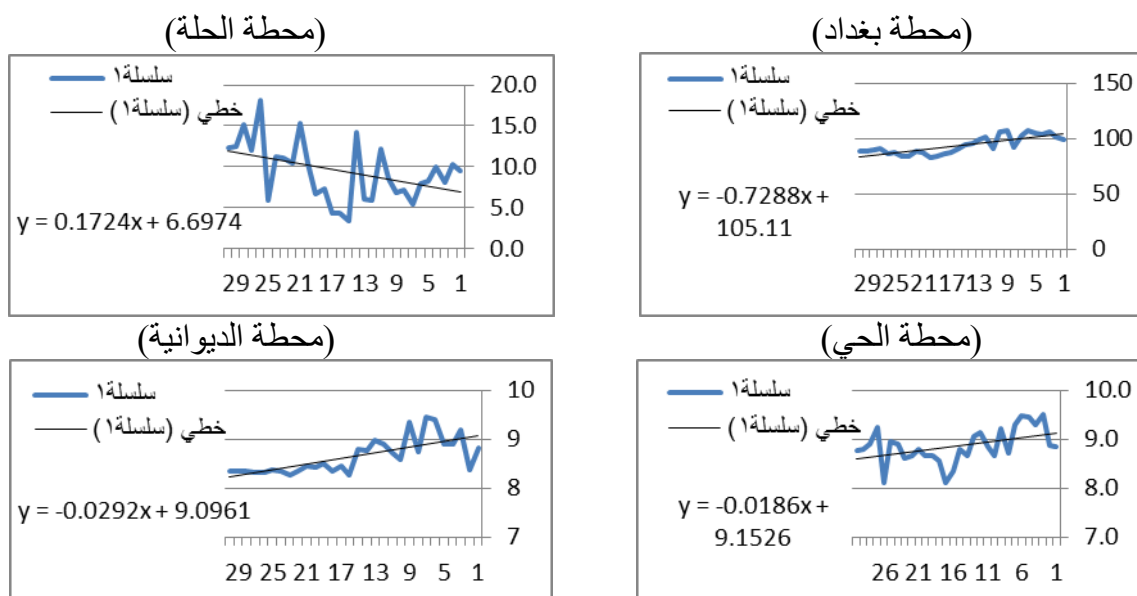 (محطة بغداد)
سلسلة١
خطي (سلسلة١)
150
100
50
0
y = -0.7288x +
105.11
29 25 21 17 13 9 5 1
(محطة الحلة)
سلسلة١
خطي (سلسلة١)
20.0
15.0
10.0
5.0
0.0
y = 0.1724x + 6.6974
29 25 21 17 13 9 5 1
(محطة الحي)
سلسلة١
خطي (سلسلة١)
10.0
9.0
8.0
7.0
y = -0.0186x +
9.1526
26 21 16 11 6 1
(محطة الديوانية)
سلسلة١
خطي (سلسلة١)
10
9
8
7
y = -0.0292x + 9.0961
29 25 21 17 13 9 5 1